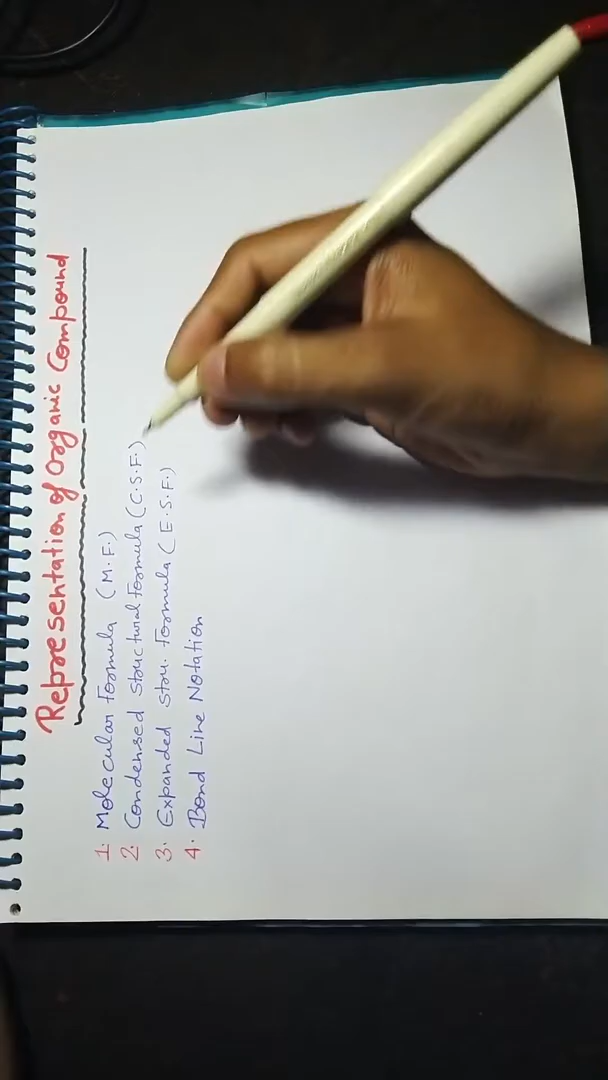 Representation of Organic Compound
1. Molecular Formula (M.F.)
2. Condensed Structural Formula (C.S.F.)
3. Expanded Stru. Formula (E.S.F.)
4. Bond Line Notation